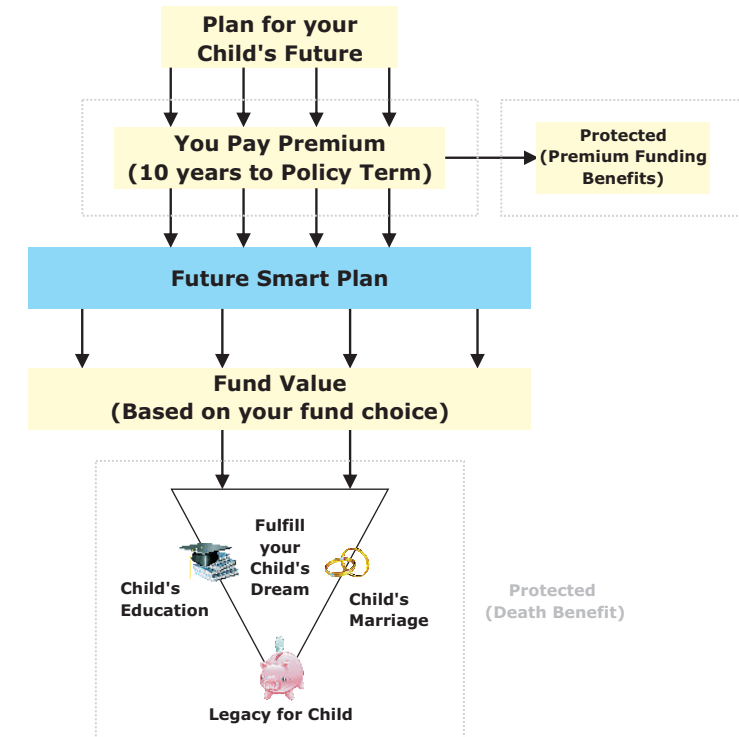 Plan for your
Child's Future
You Pay Premium
(10 years to Policy Term)
Protected
(Premium Funding
Benefits)
Future Smart Plan
Fund Value
(Based on your fund choice)
Fulfill
your
Child's
Dream
Child's
Education
Child's
Marriage
Protected
(Death Benefit)
Legacy for Child